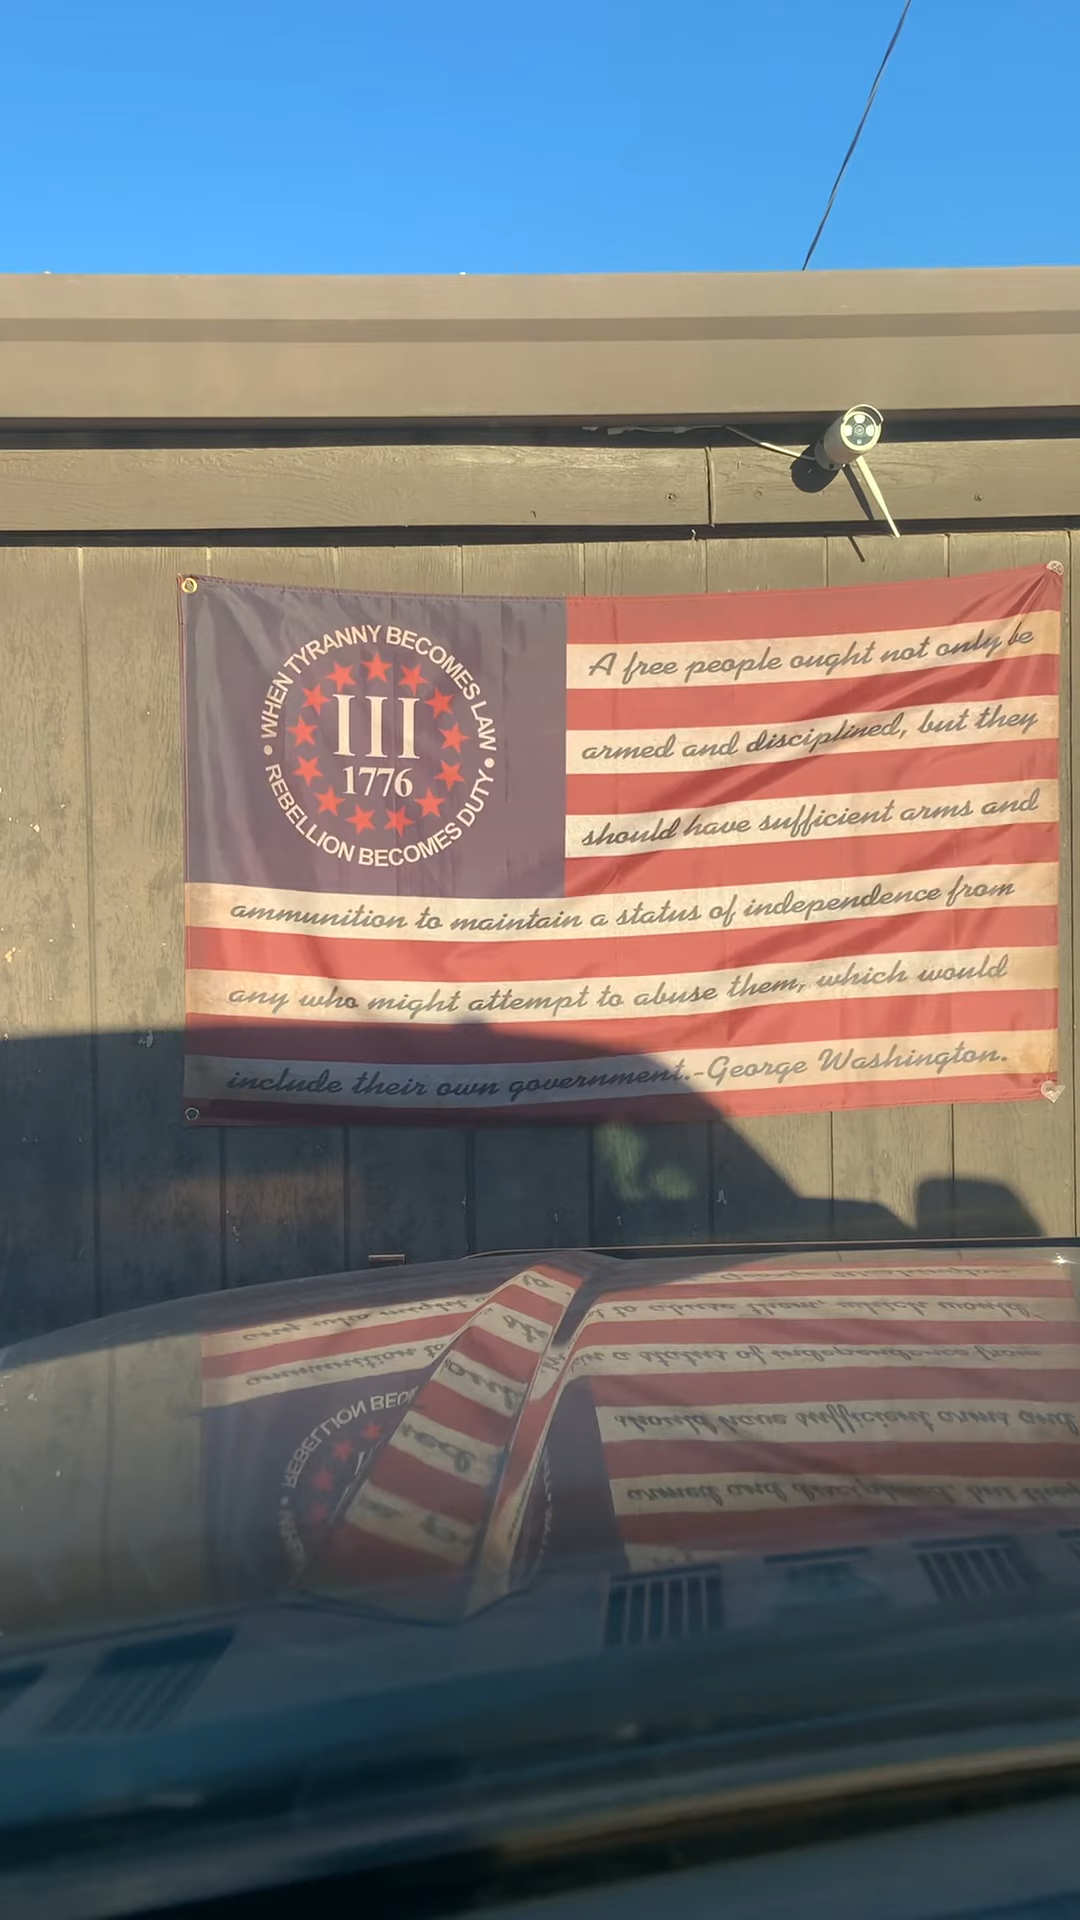 WHEN TYRANNY BECOMES LAW
III
1776
REBELLION BECOMES DUTY
A free people ought not only be
armed and disciplined, but they
should have sufficient arms and
ammunition to maintain a status of independence from
any who might attempt to abuse them, which would
include their own government.-George Washington.